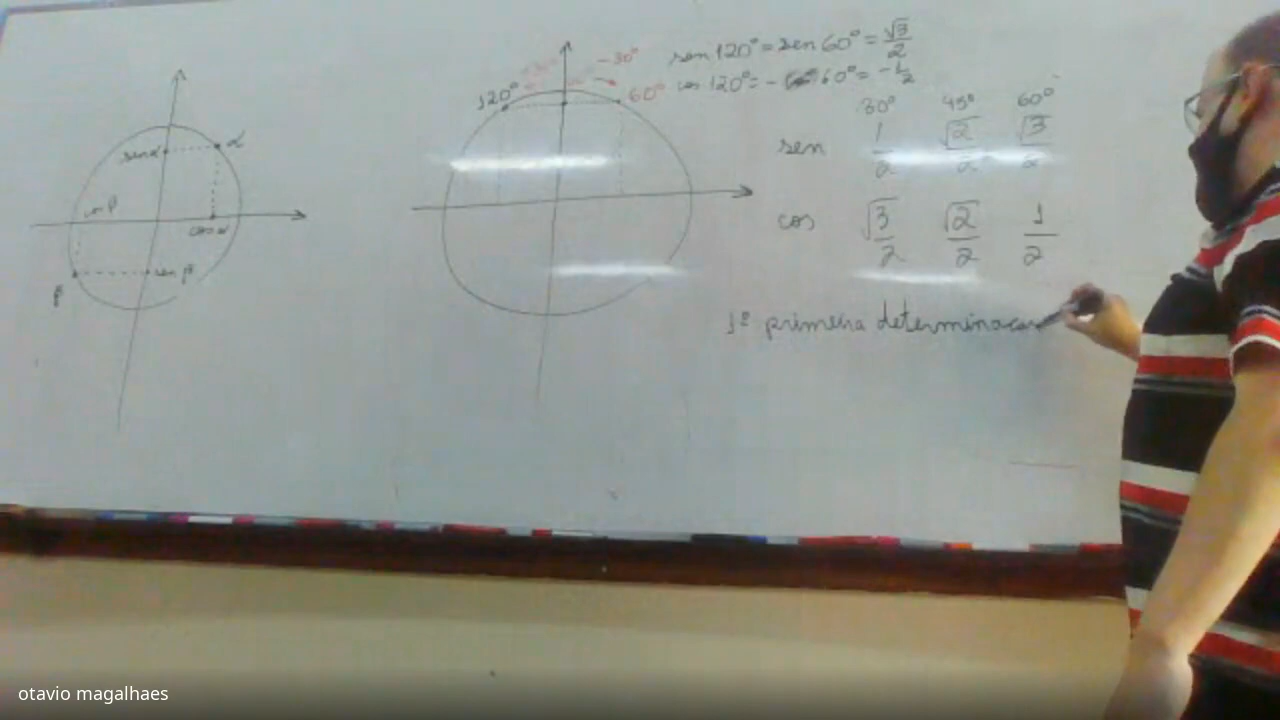 sen α
α
cos β
cos α
sen β
β
120°
-30°
60°
sen 120° = sen 60° = √3/2
cos 120° = - 60° = -1/2
30° 45° 60°
sen 1/2 √2/2 √3/2
cos √3/2 √2/2 1/2
1º primeira determinacao
otavio magalhaes